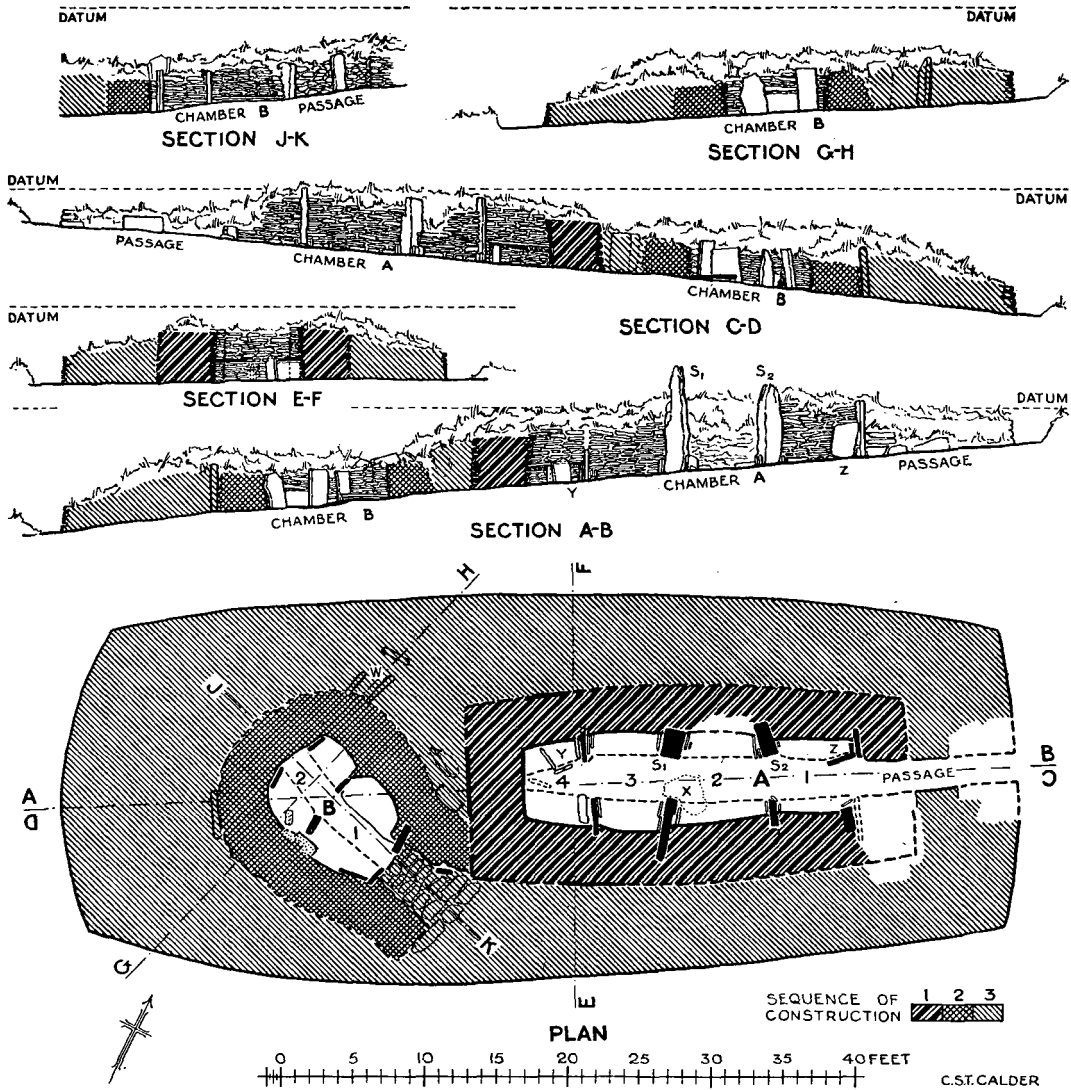 DATUM
DATUM
CHAMBER B PASSAGE
SECTION J-K
CHAMBER B
SECTION G-H
DATUM
DATUM
PASSAGE
CHAMBER A
CHAMBER B
SECTION C-D
DATUM
SECTION E-F
S1 S2
DATUM
Y
CHAMBER A
Z
PASSAGE
CHAMBER B
SECTION A-B
H
F
J
W
Y
Z
A
D
2
B
1
4
3
S1
2
X
A
S2
1
PASSAGE
B
C
K
G
E
SEQUENCE OF CONSTRUCTION 1 2 3
PLAN
0 5 10 15 20 25 30 35 40 FEET
C.S.T. CALDER